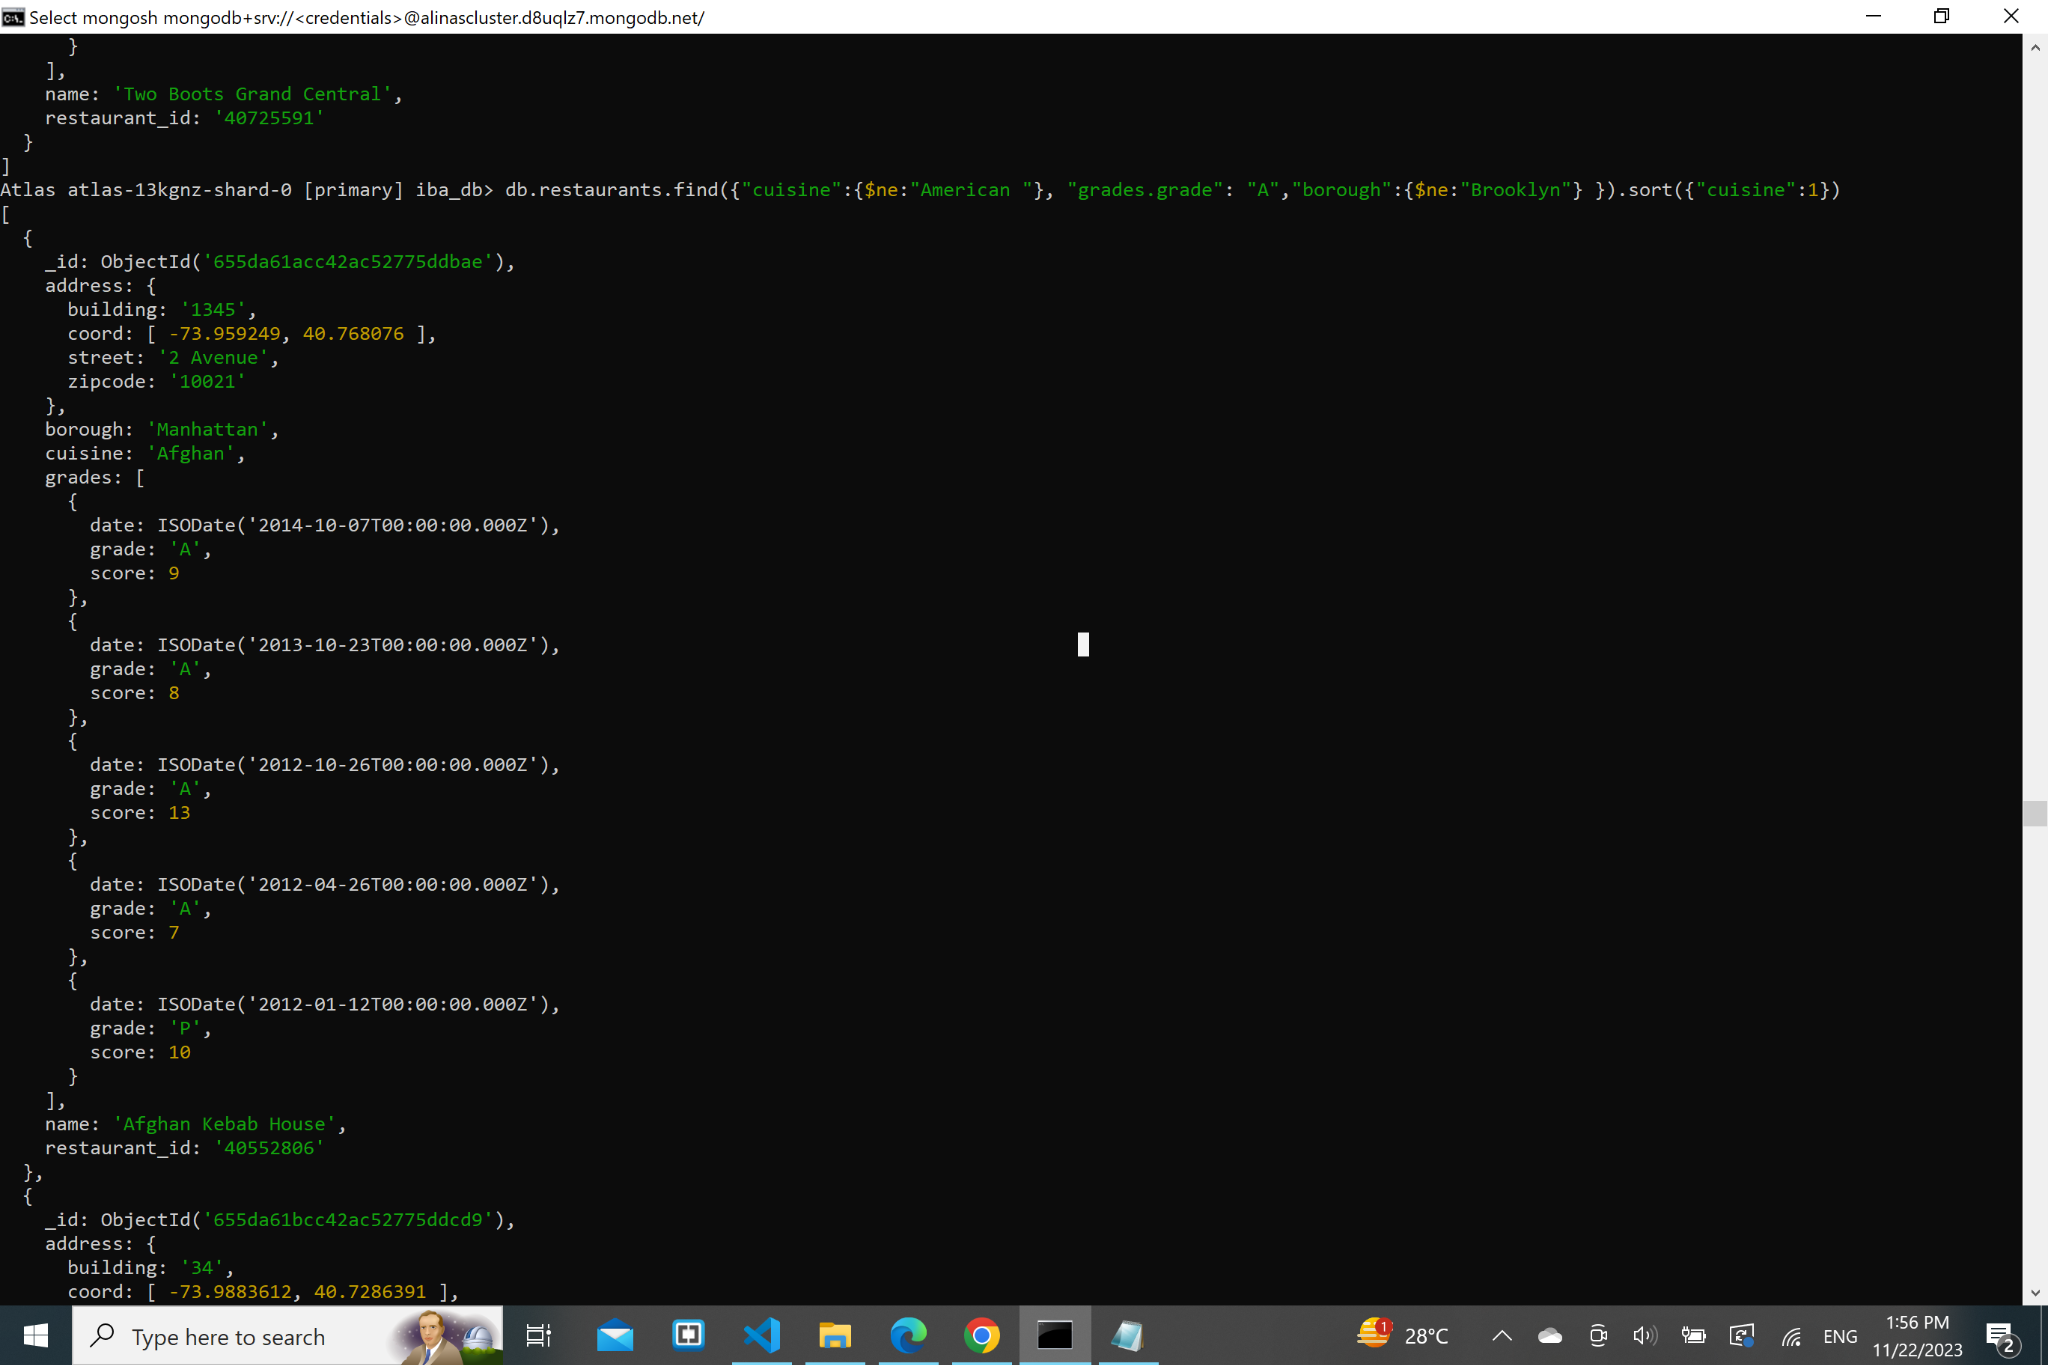 Select mongosh mongodb+srv://<credentials>@alinascluster.d8uqlz7.mongodb.net/
}
],
name: 'Two Boots Grand Central',
restaurant_id: '40725591'
}
]
Atlas atlas-13kgnz-shard-0 [primary] iba_db> db.restaurants.find({"cuisine":{$ne:"American "}, "grades.grade": "A","borough":{$ne:"Brooklyn"} }).sort({"cuisine":1})
[
{
_id: ObjectId('655da61acc42ac52775ddbae'),
address: {
building: '1345',
coord: [ -73.959249, 40.768076 ],
street: '2 Avenue',
zipcode: '10021'
},
borough: 'Manhattan',
cuisine: 'Afghan',
grades: [
{
date: ISODate('2014-10-07T00:00:00.000Z'),
grade: 'A',
score: 9
},
{
date: ISODate('2013-10-23T00:00:00.000Z'),
grade: 'A',
score: 8
},
{
date: ISODate('2012-10-26T00:00:00.000Z'),
grade: 'A',
score: 13
},
{
date: ISODate('2012-04-26T00:00:00.000Z'),
grade: 'A',
score: 7
},
{
date: ISODate('2012-01-12T00:00:00.000Z'),
grade: 'P',
score: 10
}
],
name: 'Afghan Kebab House',
restaurant_id: '40552806'
},
{
_id: ObjectId('655da61bcc42ac52775ddcd9'),
address: {
building: '34',
coord: [ -73.9883612, 40.7286391 ],
Type here to search
1
28°C
ENG
1:56 PM
11/22/2023
2